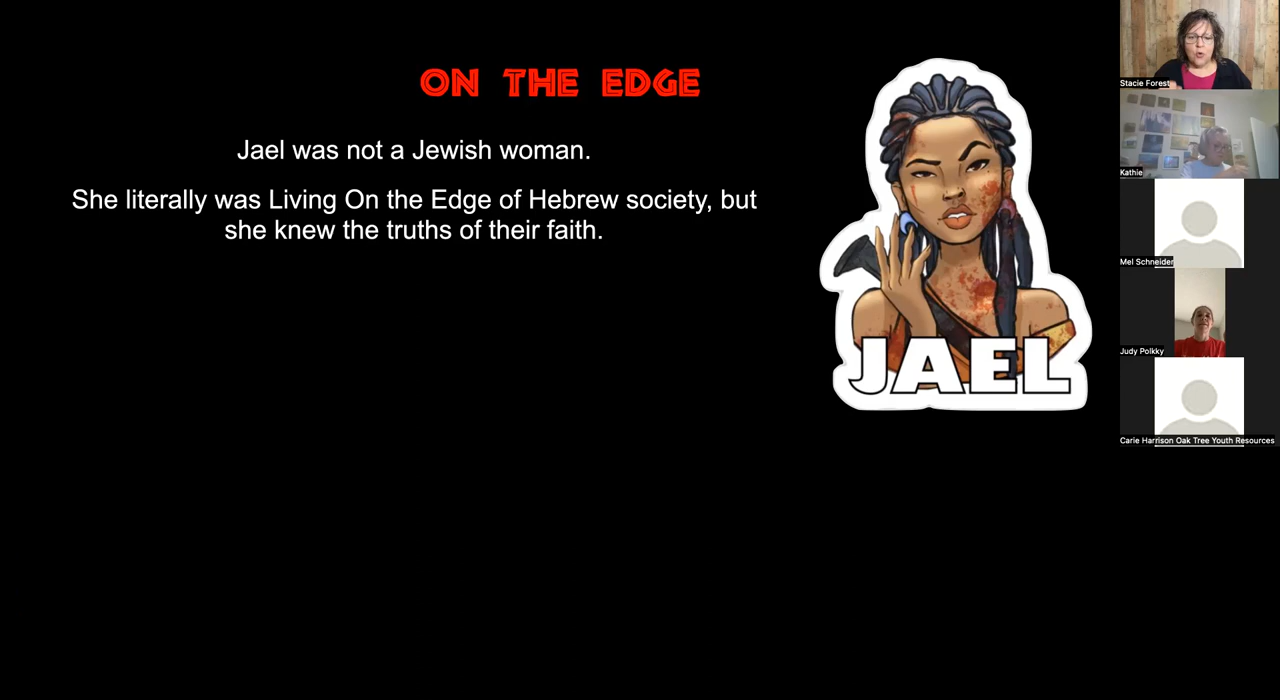 ON THE EDGE
Jael was not a Jewish woman.
She literally was Living On the Edge of Hebrew society, but
she knew the truths of their faith.
JAEL
Stacie Forest
Kathie
Mel Schneider
Judy Polkky
Carie Harrison Oak Tree Youth Resources